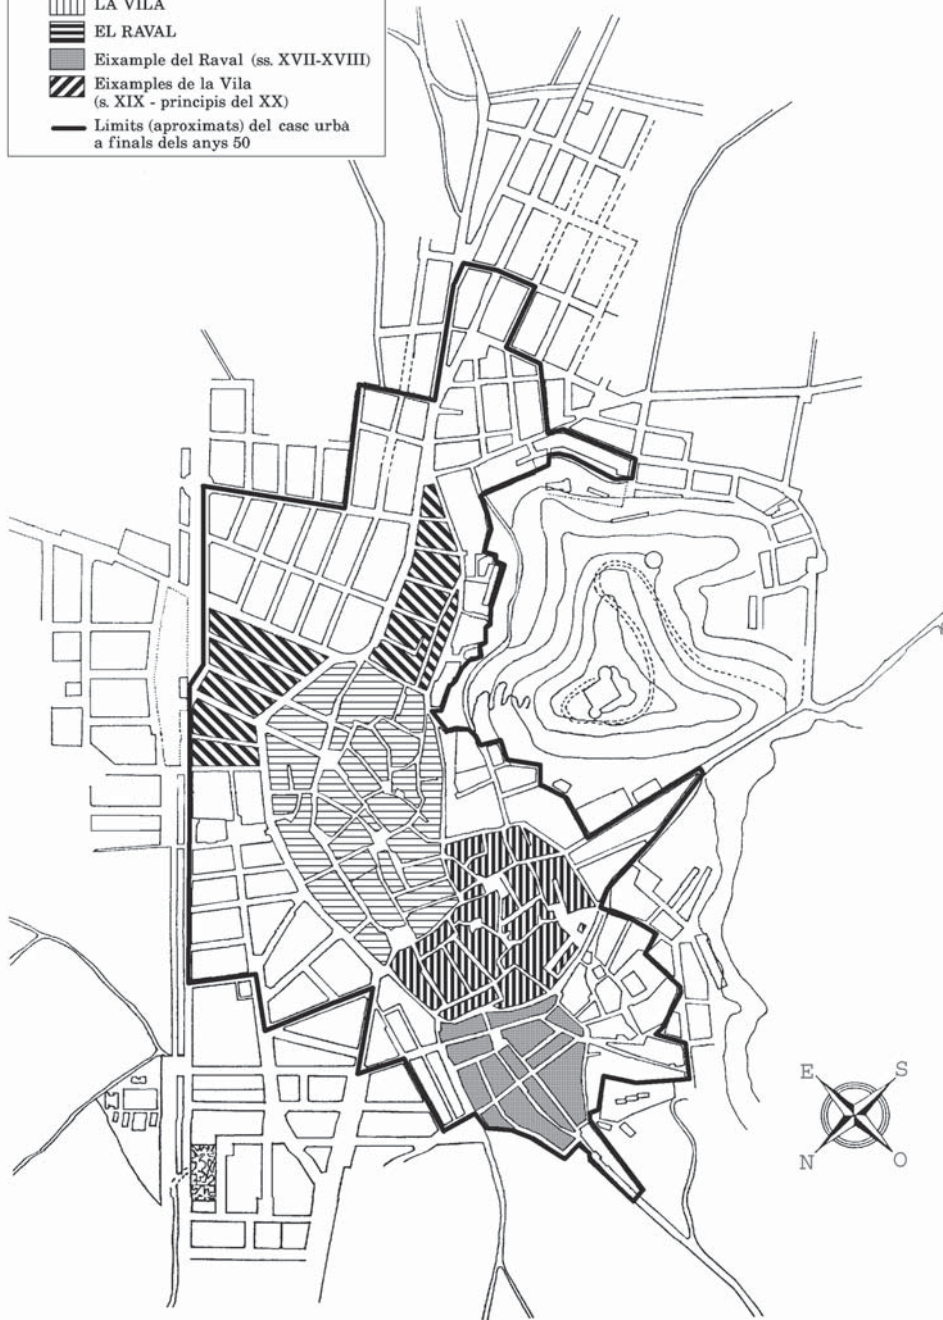 LA VILA
EL RAVAL
Eixample del Raval (ss. XVII-XVIII)
Eixamples de la Vila
(s. XIX - principis del XX)
Límits (aproximats) del casc urbà
a finals dels anys 50
E S
N O